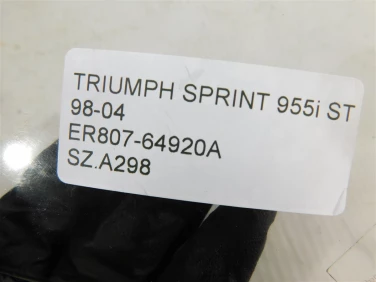 TRIUMPH SPRINT 955i ST
98-04
ER807-64920A
SZ.A298